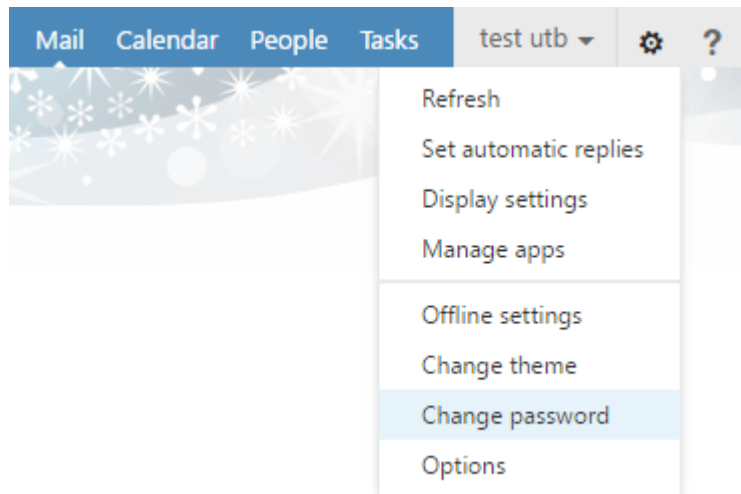 Mail Calendar People Tasks test utb ?
Refresh
Set automatic replies
Display settings
Manage apps
Offline settings
Change theme
Change password
Options